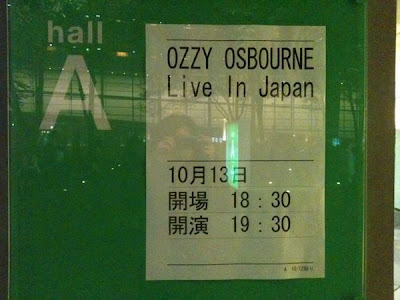 hall
A
OZZY OSBOURNE
Live In Japan
10月13日
開場 18:30
開演 19:30